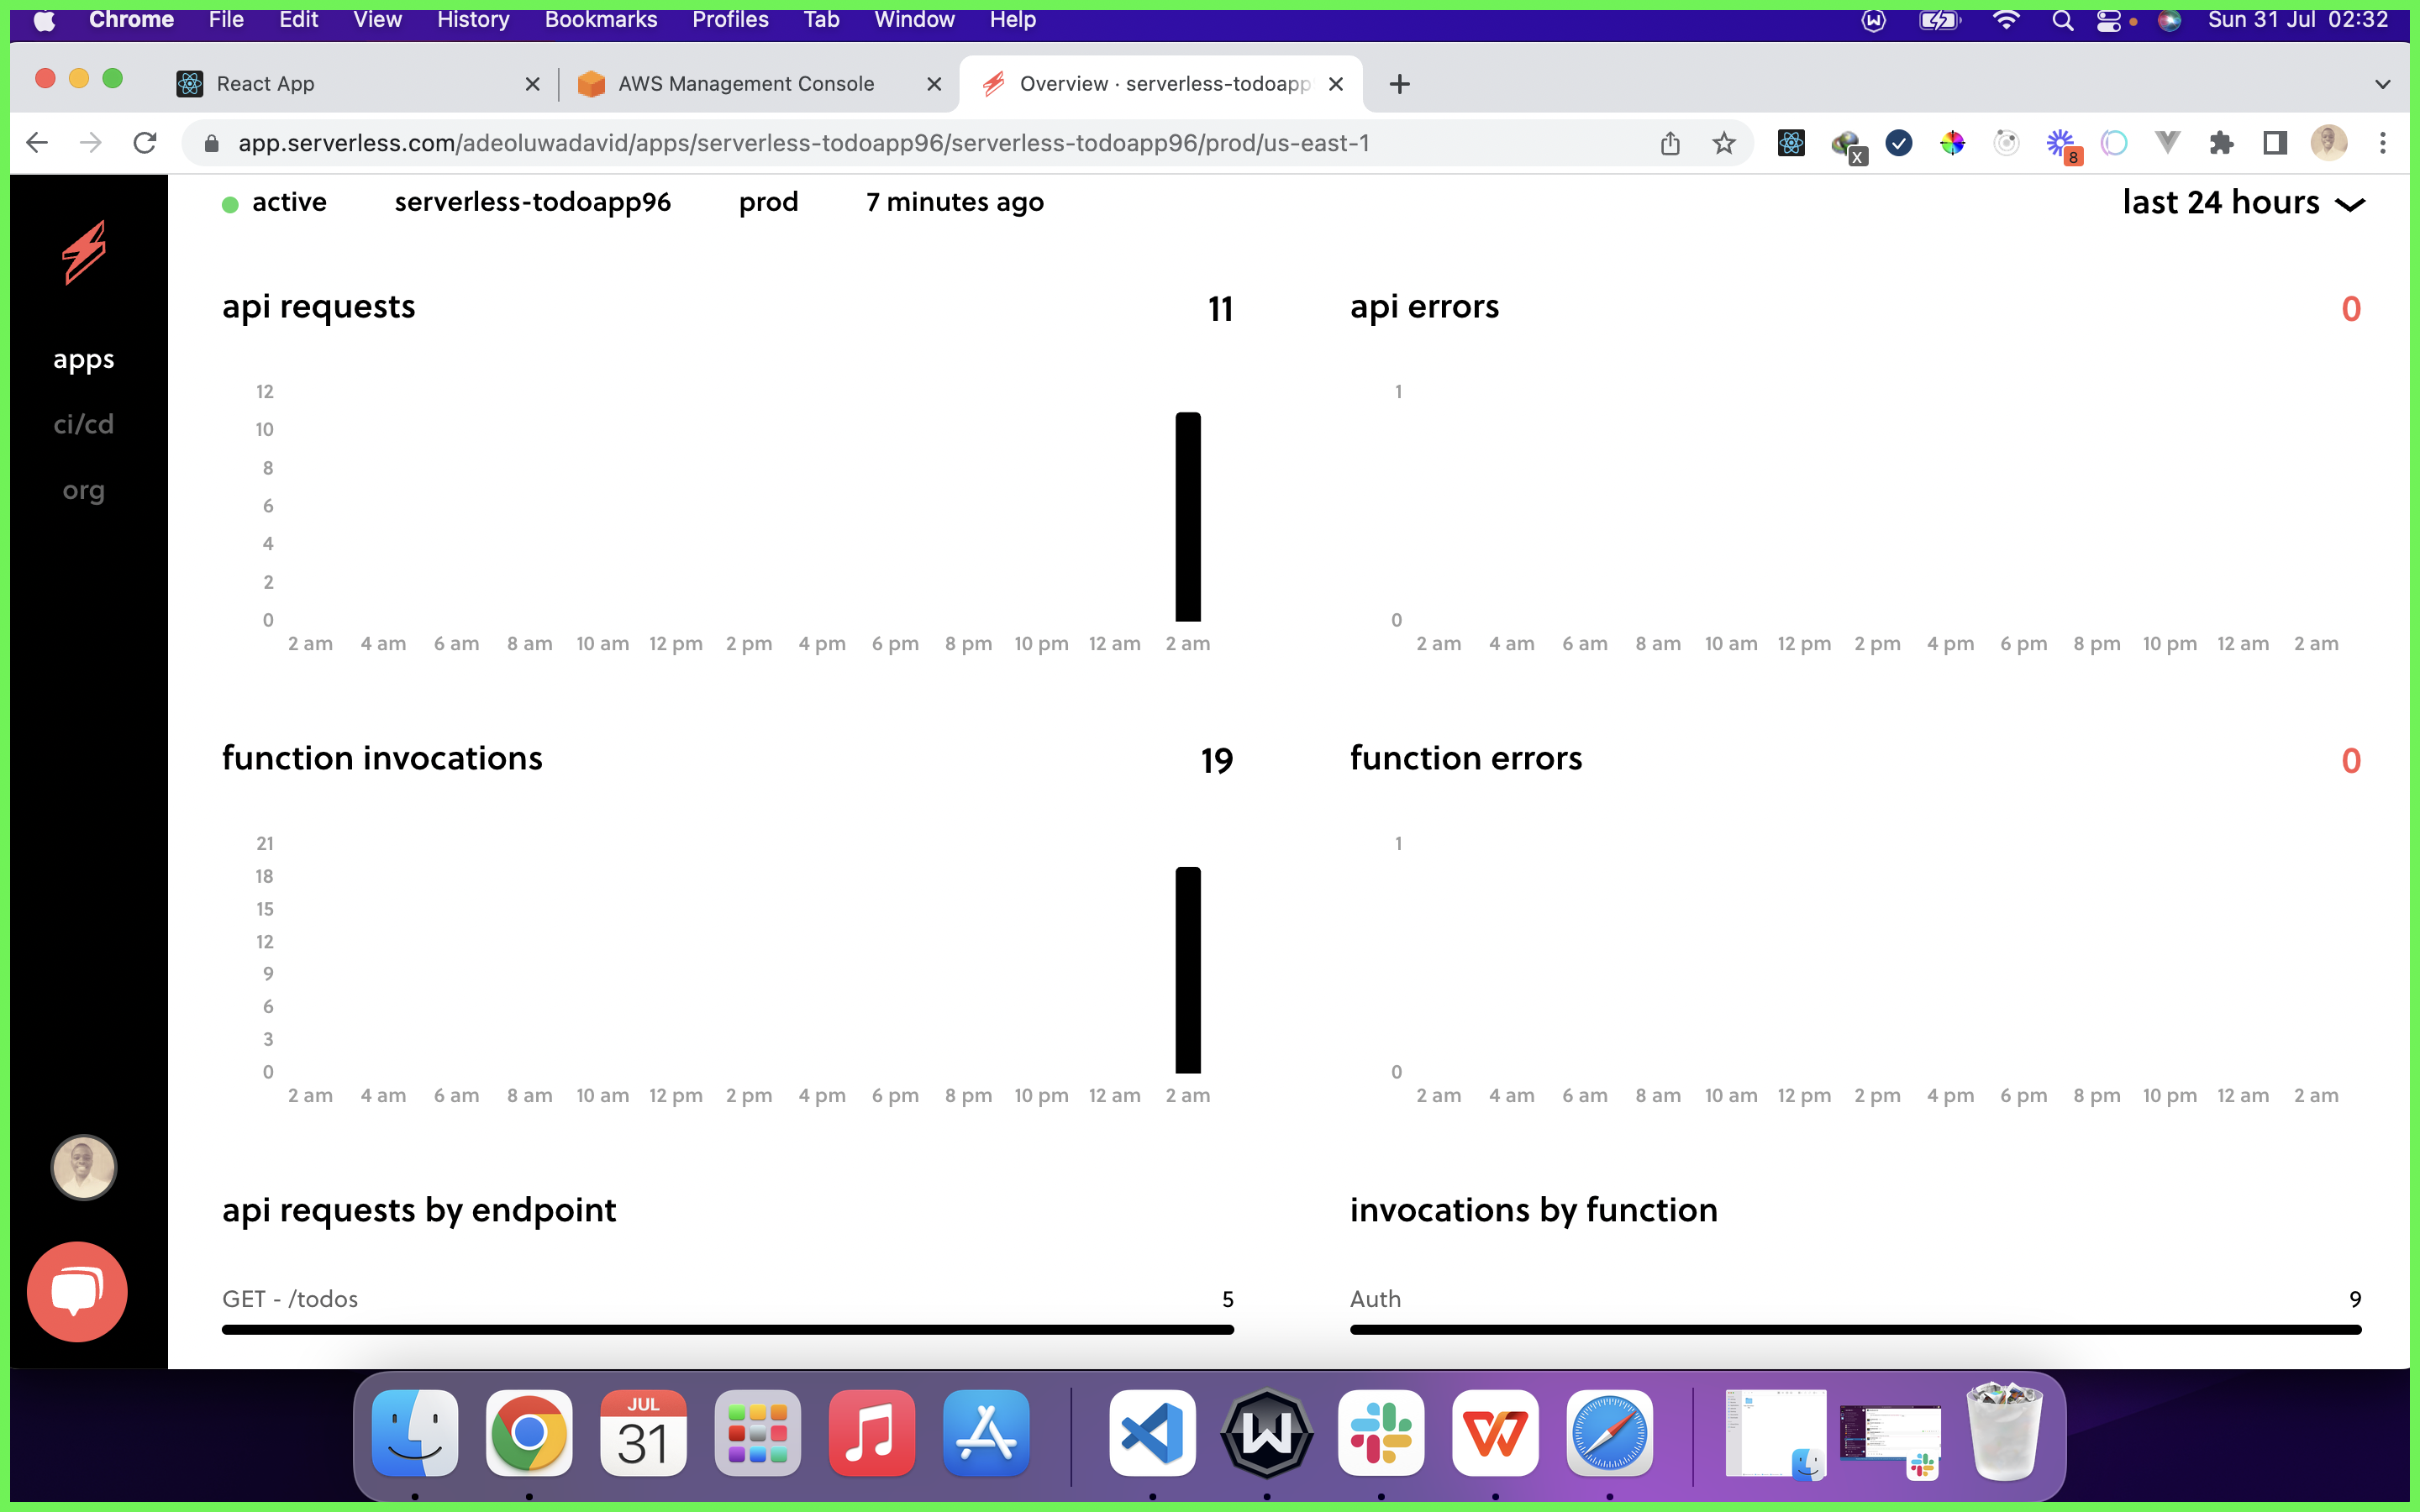 Chrome File Edit View History Bookmarks Profiles Tab Window Help Sun 31 Jul 02:32
React App AWS Management Console Overview · serverless-todoapp
app.serverless.com/adeoluwadavid/apps/serverless-todoapp96/serverless-todoapp96/prod/us-east-1
X
8
active serverless-todoapp96 prod 7 minutes ago last 24 hours
apps
ci/cd
org
api requests 11
12
10
8
6
4
2
0
2 am 4 am 6 am 8 am 10 am 12 pm 2 pm 4 pm 6 pm 8 pm 10 pm 12 am 2 am
api errors 0
1
0
2 am 4 am 6 am 8 am 10 am 12 pm 2 pm 4 pm 6 pm 8 pm 10 pm 12 am 2 am
function invocations 19
21
18
15
12
9
6
3
0
2 am 4 am 6 am 8 am 10 am 12 pm 2 pm 4 pm 6 pm 8 pm 10 pm 12 am 2 am
function errors 0
1
0
2 am 4 am 6 am 8 am 10 am 12 pm 2 pm 4 pm 6 pm 8 pm 10 pm 12 am 2 am
api requests by endpoint
GET - /todos 5
invocations by function
Auth 9
JUL
31
W